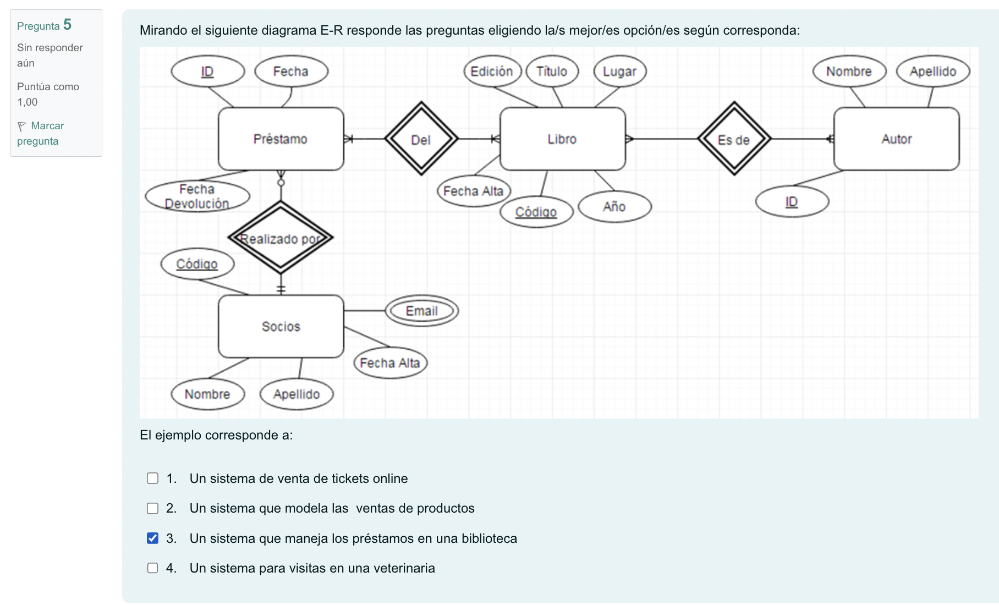 Pregunta 5
Sin responder
aún
Puntúa como
1,00
Marcar
pregunta
Mirando el siguiente diagrama E-R responde las preguntas eligiendo la/s mejor/es opción/es según corresponda:
ID
Fecha
Edición
Título
Lugar
Nombre
Apellido
Préstamo
Del
Libro
Es de
Autor
Fecha
Devolución
Fecha Alta
Código
Año
ID
Realizado por
Código
Socios
Email
Fecha Alta
Nombre
Apellido
El ejemplo corresponde a:
1. Un sistema de venta de tickets online
2. Un sistema que modela las ventas de productos
3. Un sistema que maneja los préstamos en una biblioteca
4. Un sistema para visitas en una veterinaria